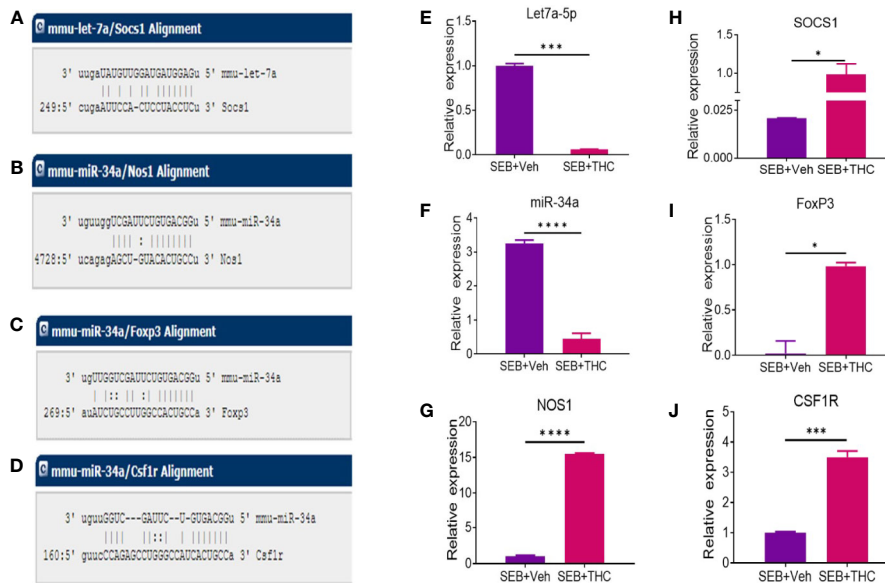 A
mmu-let-7a/Socs1 Alignment
3' uugaUAUGUUGGAUGAUGGAGu 5' mmu-let-7a
|| | | || |||||||
249:5' cugaAUUCCA-CUCCUACCUCu 3' Socs1
B
mmu-miR-34a/Nos1 Alignment
3' uguuggUCGAUUCUGUGACGGu 5' mmu-miR-34a
|||| : ||||||||
4728:5' ucagagAGCU-GUACACUGCCu 3' Nos1
C
mmu-miR-34a/Foxp3 Alignment
3' ugUUGGUCGAUUCUGUGACGGu 5' mmu-miR-34a
| |:: || :| |||||||
269:5' auAUCUGCCUUGGCCACUGCCa 3' Foxp3
D
mmu-miR-34a/Csf1r Alignment
3' uguuGGUC---GAUUC--U-GUGACGGu 5' mmu-miR-34a
|||| ||::| | |||||||
160:5' guucCCAGAGCCUGGGCCAUCACUGCCa 3' Csf1r
E
Let7a-5p
Relative expression
1.5
1.0
0.5
0.0
***
SEB+Veh SEB+THC
F
miR-34a
Relative expression
4
3
2
1
0
****
SEB+Veh SEB+THC
G
NOS1
Relative expression
20
15
10
5
0
****
SEB+Veh SEB+THC
H
SOCS1
Relative expression
1.0
0.025
0.000
*
SEB+Veh SEB+THC
I
FoxP3
Relative expression
1.5
1.0
0.5
0.0
*
SEB+Veh SEB+THC
J
CSF1R
Relative expression
5
4
3
2
1
0
***
SEB+Veh SEB+THC